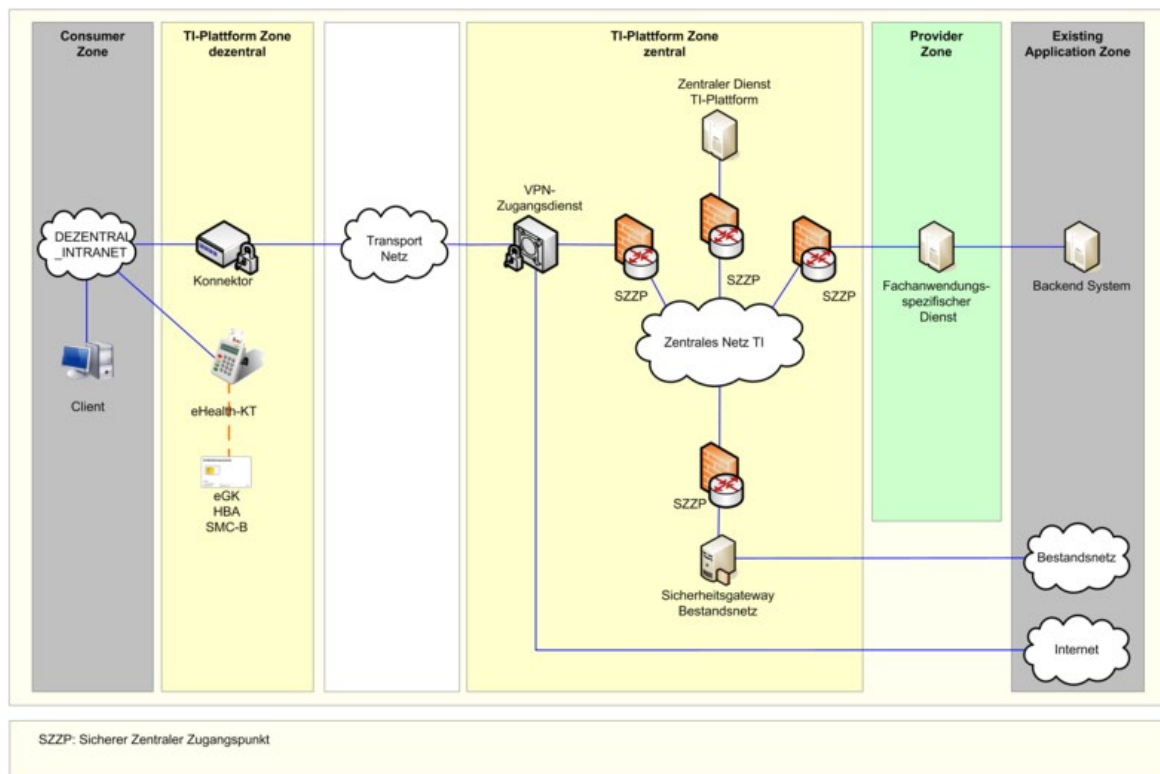 Consumer
Zone
TI-Plattform Zone
dezentral
TI-Plattform Zone
zentral
Provider
Zone
Existing
Application Zone
Zentraler Dienst
TI-Plattform
VPN-
Zugangsdienst
DEZENTRAL
_INTRANET
Konnektor
Transport
Netz
SZZP
SZZP
SZZP
Fachanwendungs-
spezifischer
Dienst
Backend System
Zentrales Netz TI
Client
eHealth-KT
eGK
HBA
SMC-B
SZZP
Sicherheitsgateway
Bestandsnetz
Bestandsnetz
Internet
SZZP: Sicherer Zentraler Zugangspunkt